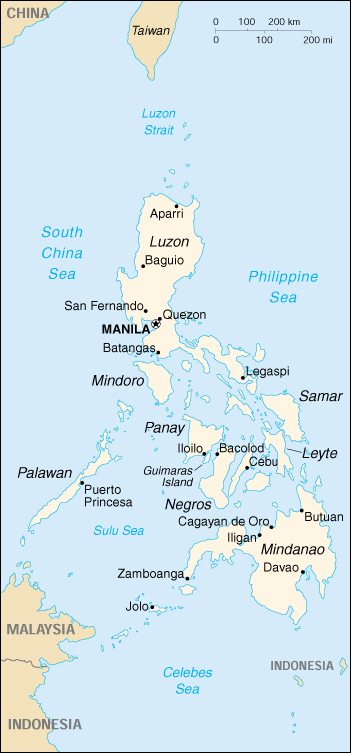 CHINA
Taiwan
0 100 200 km
0 100 200 mi
Luzon
Strait
Aparri
Luzon
South
China
Sea
Baguio
Philippine
Sea
San Fernando
Quezon
MANILA
Batangas
Mindoro
Legaspi
Samar
Panay
Iloilo
Bacolod
Leyte
Cebu
Guimaras
Island
Palawan
Puerto
Princesa
Negros
Sulu Sea
Cagayan de Oro
Butuan
Iligan
Mindanao
Davao
Zamboanga
Jolo
MALAYSIA
Celebes
Sea
INDONESIA
INDONESIA